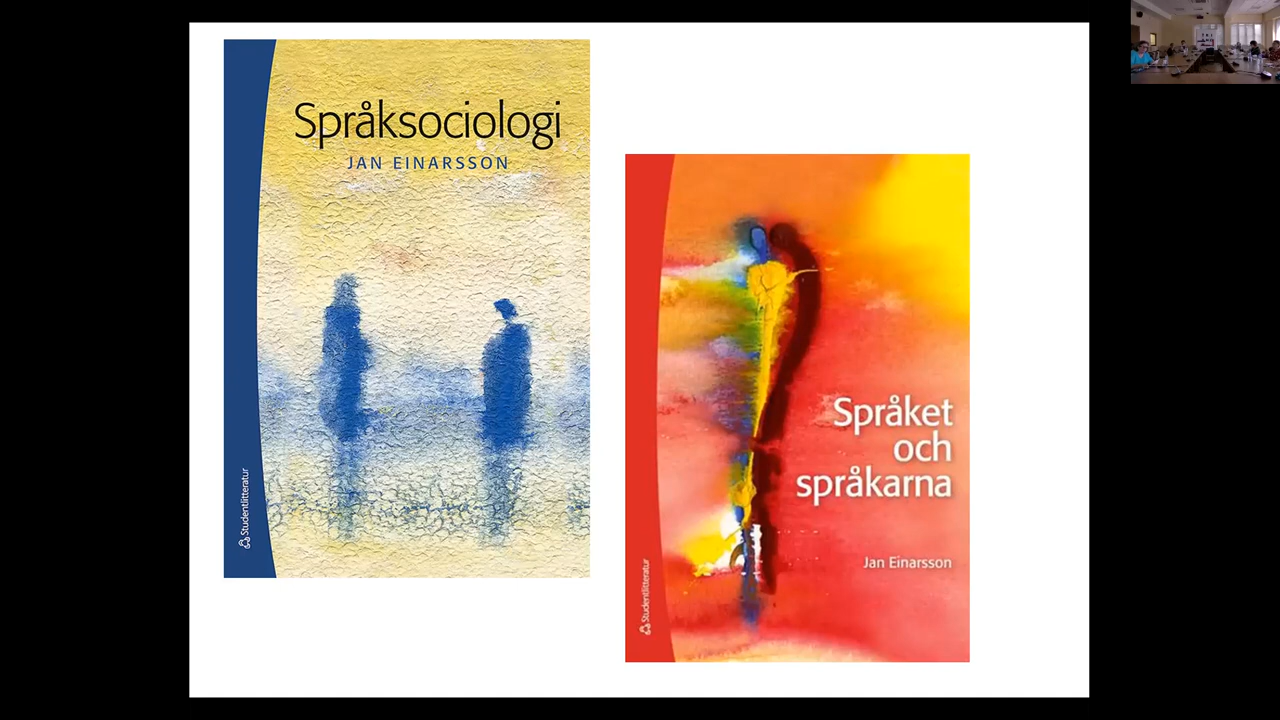 Språksociologi
JAN EINARSSON
Studentlitteratur
Språket
och
språkarna
Jan Einarsson
Studentlitteratur